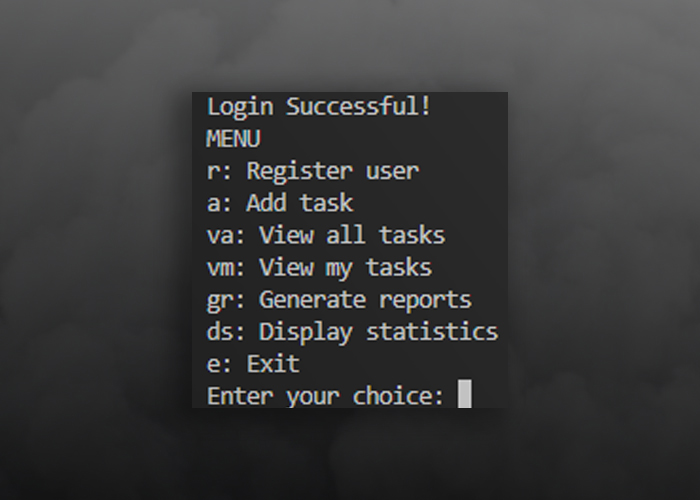 Login Successful!
MENU
r: Register user
a: Add task
va: View all tasks
vm: View my tasks
gr: Generate reports
ds: Display statistics
e: Exit
Enter your choice: